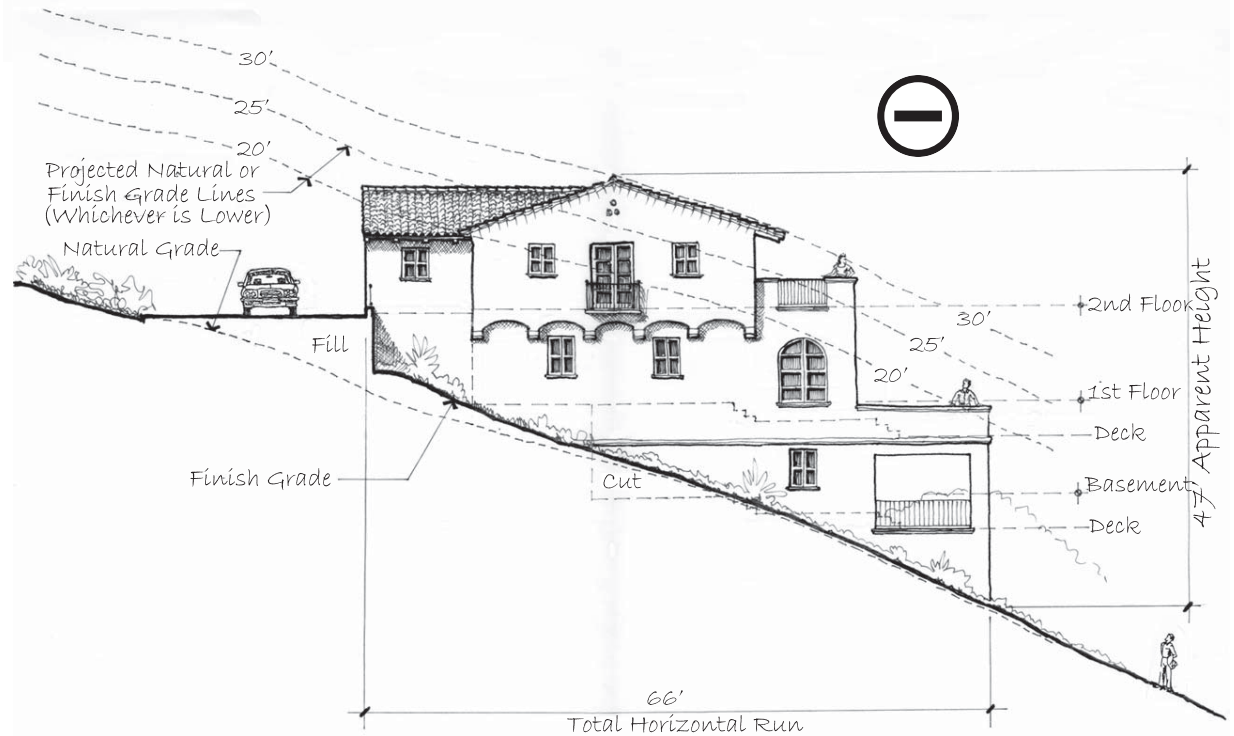 30'
25'
20'
Projected Natural or
Finish Grade Lines
(Whichever is Lower)
Natural Grade
Fill
Finish Grade
Cut
30'
25'
20'
2nd Floor
1st Floor
Deck
Basement
Deck
47' Apparent Height
66'
Total Horizontal Run